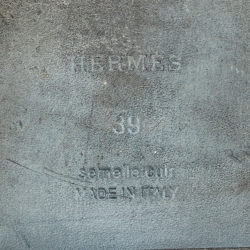 HERMES
39
semelle cuir
MADE IN ITALY